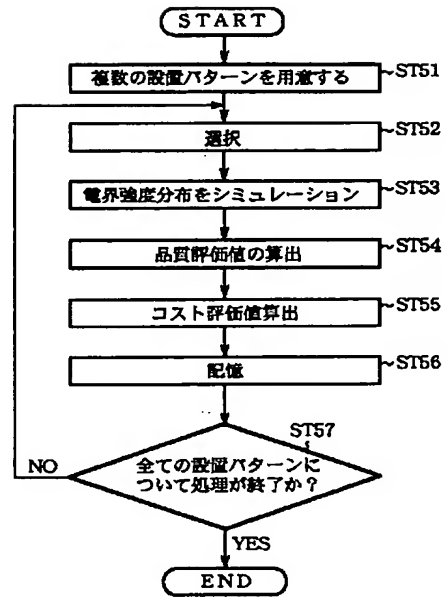 START
複数の設置パターンを用意する
~ST51
選択
~ST52
電界強度分布をシミュレーション
~ST53
品質評価値の算出
~ST54
コスト評価値算出
~ST55
記憶
~ST56
ST57
全ての設置パターンに
ついて処理が終了か?
NO
YES
END